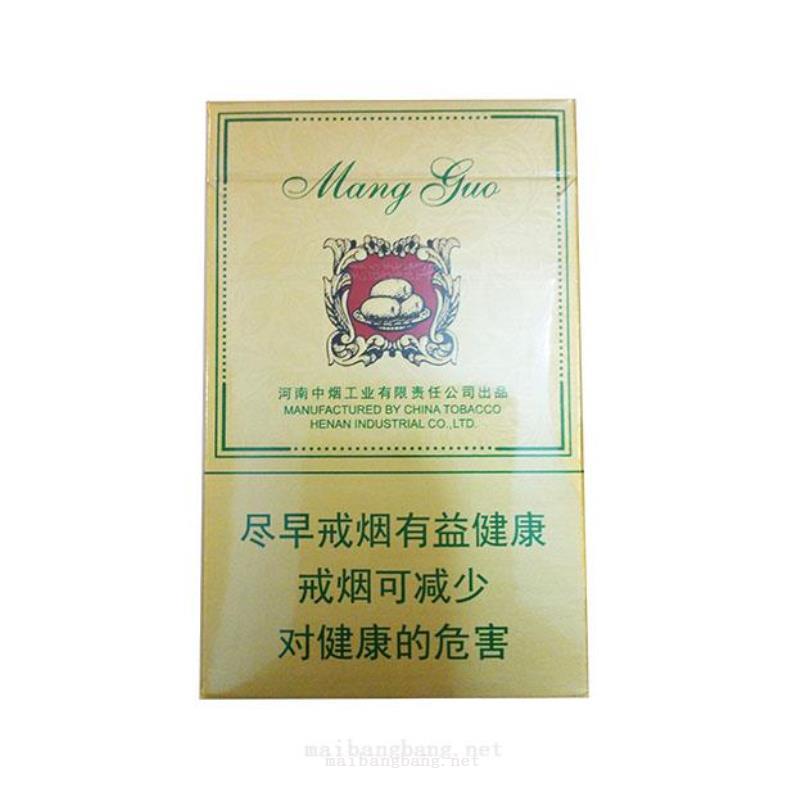 Mang Guo
河南中烟工业有限责任公司出品
MANUFACTURED BY CHINA TOBACCO
HENAN INDUSTRIAL CO.,LTD.
尽早戒烟有益健康
戒烟可减少
对健康的危害
maibangbang.net
maibangbang.net